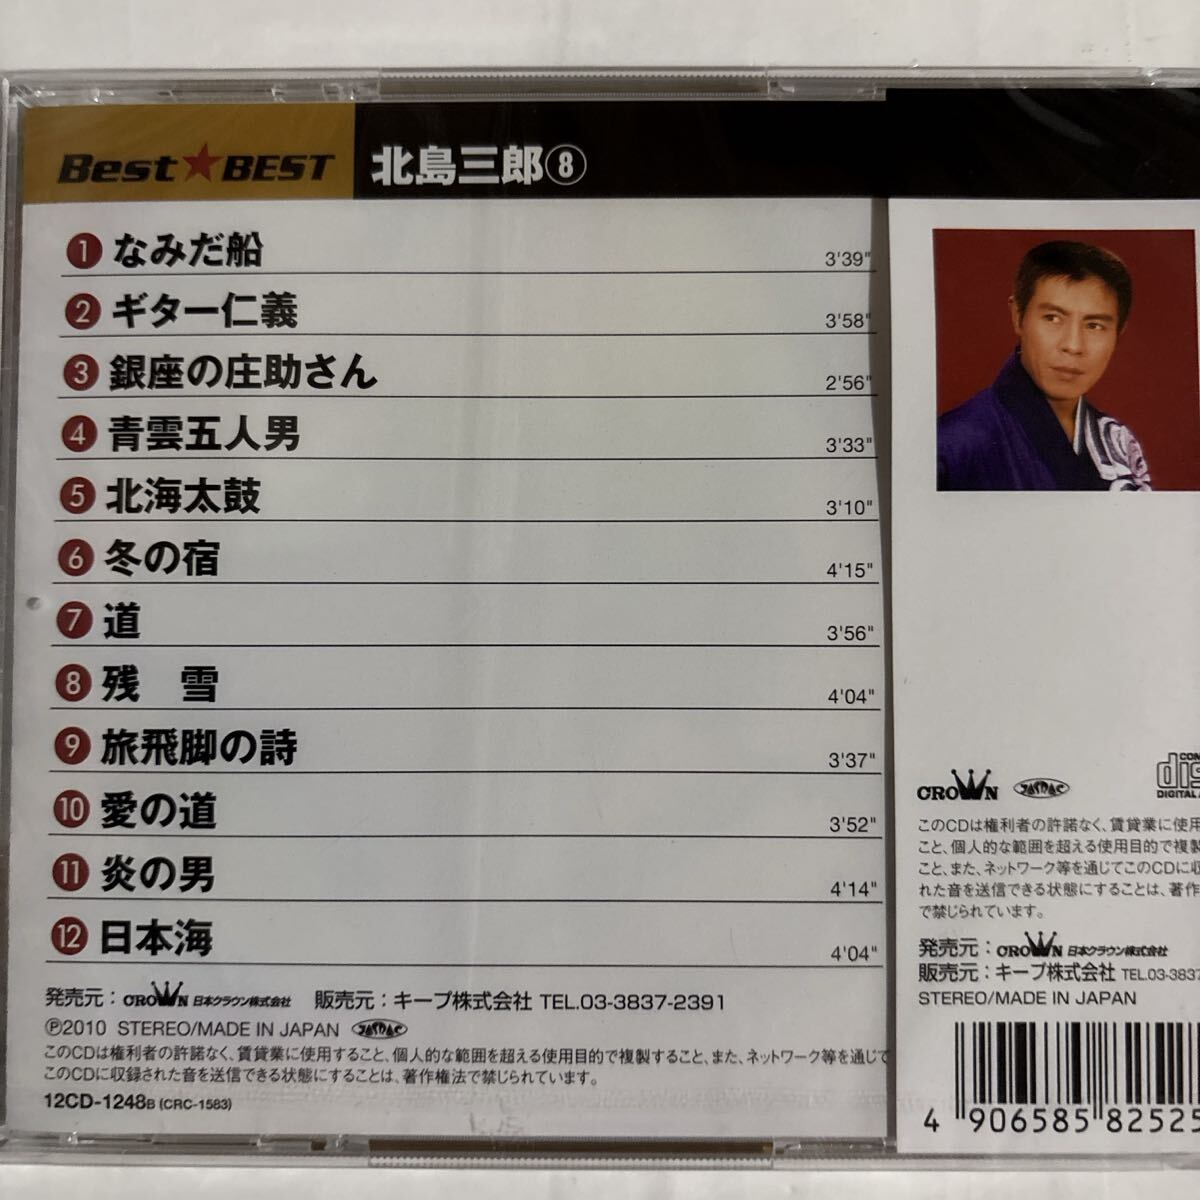 Best★BEST 北島三郎⑧
1 なみだ船 3'39"
2 ギター仁義 3'58"
3 銀座の庄助さん 2'56"
4 青雲五人男 3'33"
5 北海太鼓 3'10"
6 冬の宿 4'15"
7 道 3'56"
8 残 雪 4'04"
9 旅飛脚の詩 3'37"
10 愛の道 3'52"
11 炎の男 4'14"
12 日本海 4'04"
発売元：CROWN 日本クラウン株式会社 販売元：キープ株式会社 TEL.03-3837-2391
Ⓟ2010 STEREO/MADE IN JAPAN JASRAC
このCDは権利者の許諾なく、賃貸業に使用すること、個人的な範囲を超える使用目的で複製すること、また、ネットワーク等を通じて
このCDに収録された音を送信できる状態にすることは、著作権法で禁じられています。
12CD-1248B (CRC-1583)
CROWN JASRAC
COM
dis
DIGITAL A
このCDは権利者の許諾なく、賃貸業に使用
こと、個人的な範囲を超える使用目的で複製
こと、また、ネットワーク等を通じてこのCDに収
れた音を送信できる状態にすることは、著作
で禁じられています。
発売元：CROWN 日本クラウン株式会社
販売元：キープ株式会社 TEL.03-3837
STEREO/MADE IN JAPAN
4 906585 82525